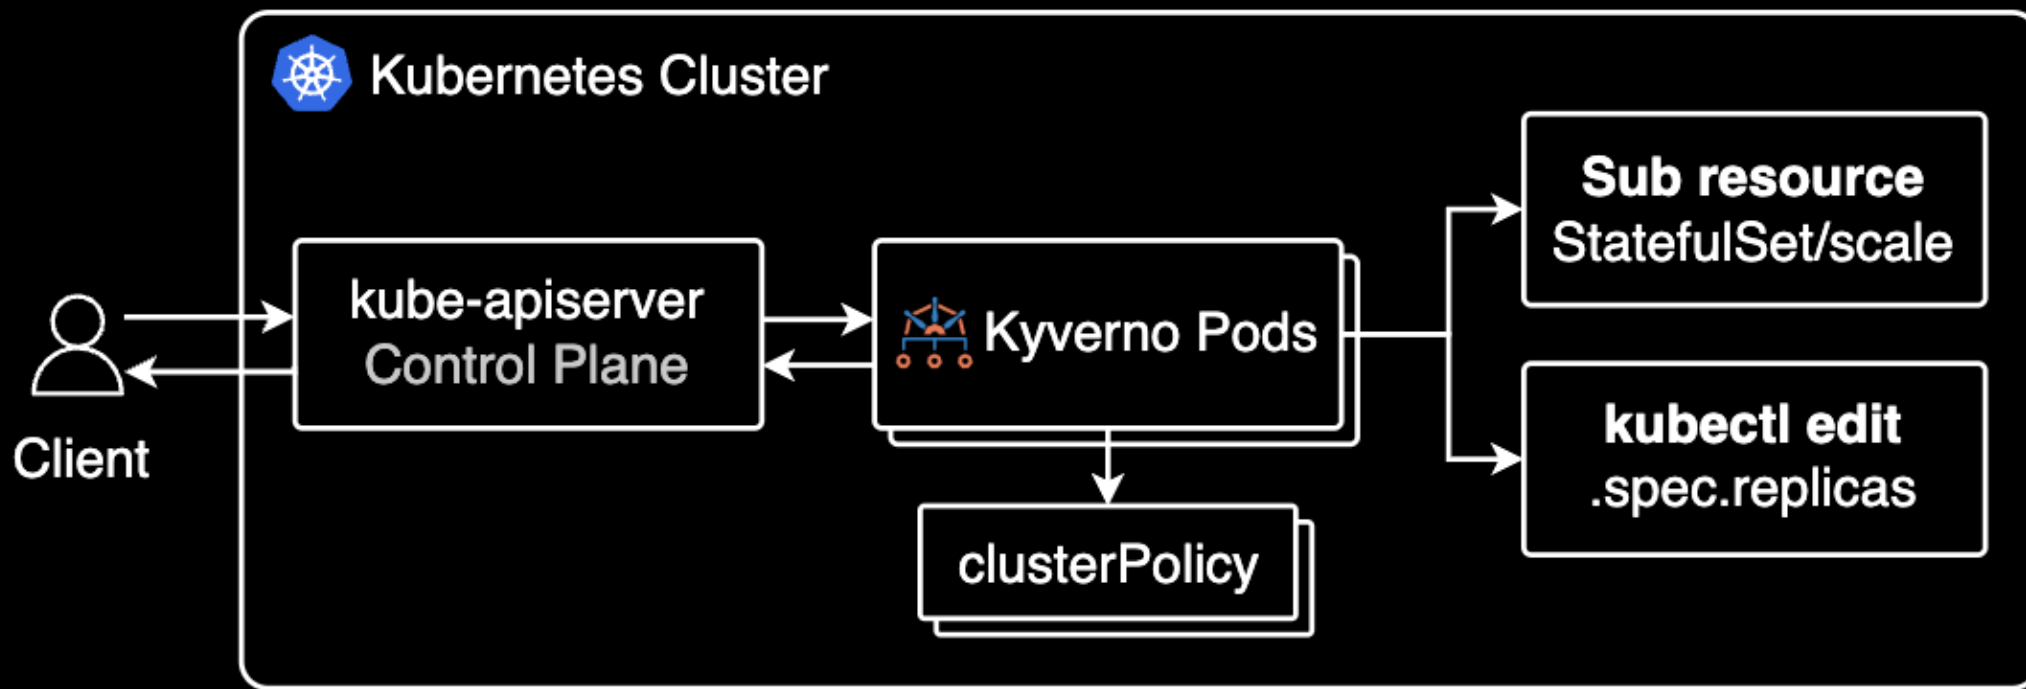 Kubernetes Cluster
Sub resource
StatefulSet/scale
kube-apiserver
Control Plane
Kyverno Pods
Client
kubectl edit
.spec.replicas
clusterPolicy